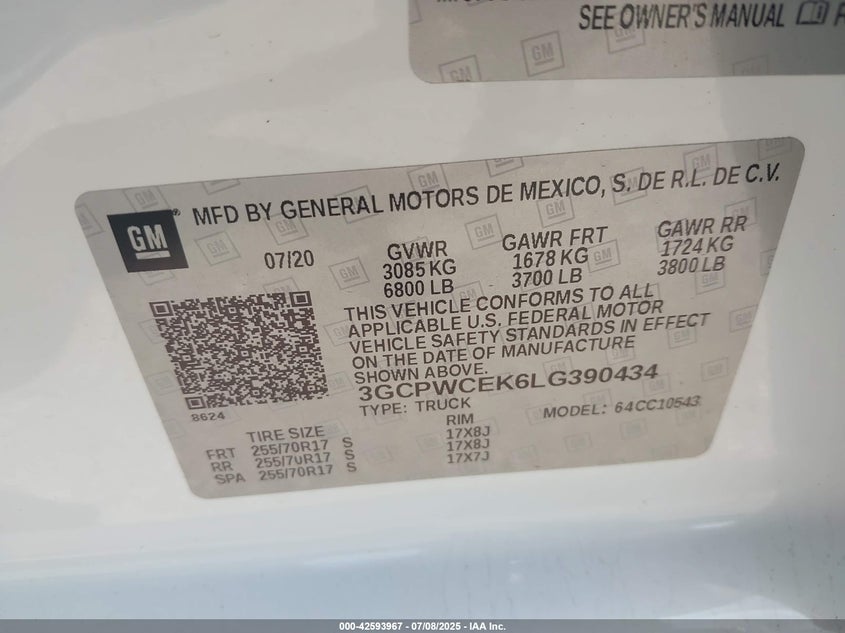 SEE OWNER'S MANUAL
GM
MFD BY GENERAL MOTORS DE MEXICO, S. DE R.L. DE C.V.
07/20 GVWR GAWR FRT GAWR RR
3085 KG 1678 KG 1724 KG
6800 LB 3700 LB 3800 LB
THIS VEHICLE CONFORMS TO ALL
APPLICABLE U.S. FEDERAL MOTOR
VEHICLE SAFETY STANDARDS IN EFFECT
ON THE DATE OF MANUFACTURE
SHOWN ABOVE.
3GCPWCEK6LG390434
TYPE: TRUCK MODEL: 64CC10543
8624
TIRE SIZE RIM
FRT 255/70R17 S 17X8J
RR 255/70R17 S 17X8J
SPA 255/70R17 S 17X7J
000-42593967 - 07/08/2025 - IAA Inc.